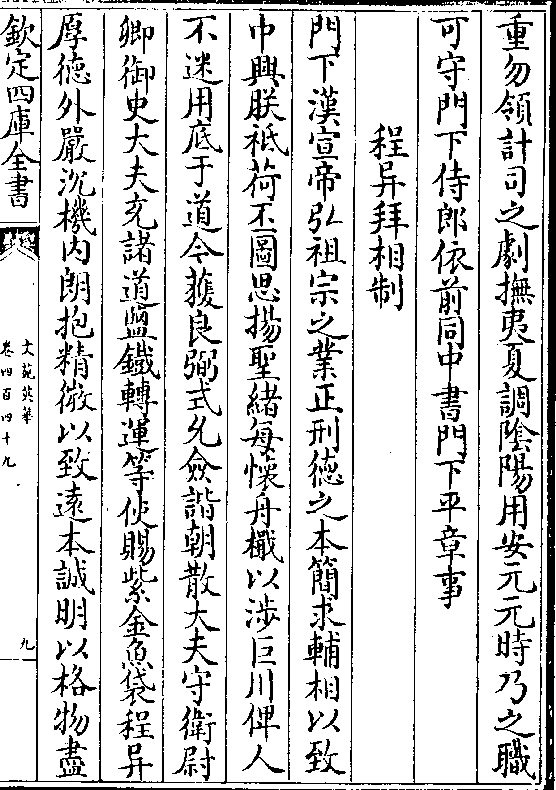 重勿領計司之劇撫夷夏調陰陽用安元元時乃之職
可守門下侍郎依前同中書門下平章事
程异拜相制
門下漢宣帝弘祖宗之業正刑德之本簡求輔相以致
中興朕祇荷丕圖思揚聖緒每懷舟檝以涉巨川俾人
不迷用底于道今獲良弼式允僉諧朝散大夫守衛尉
卿御史大夫充諸道鹽鐵轉運等使賜紫金魚袋程异
厚德外嚴沉機内朗抱精微以致遠本誠明以格物盡
欽定四庫全書
文苑英華
卷四百四十九
九